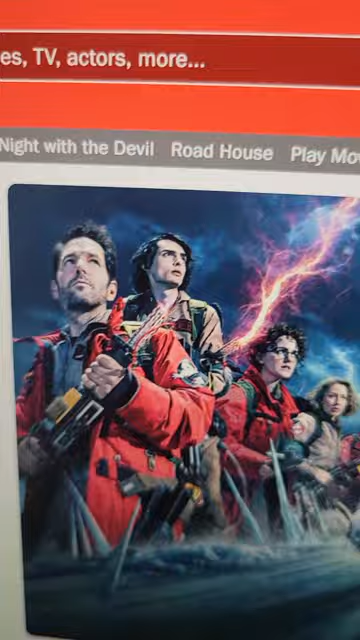 es, TV, actors, more...
Night with the Devil Road House Play Mov